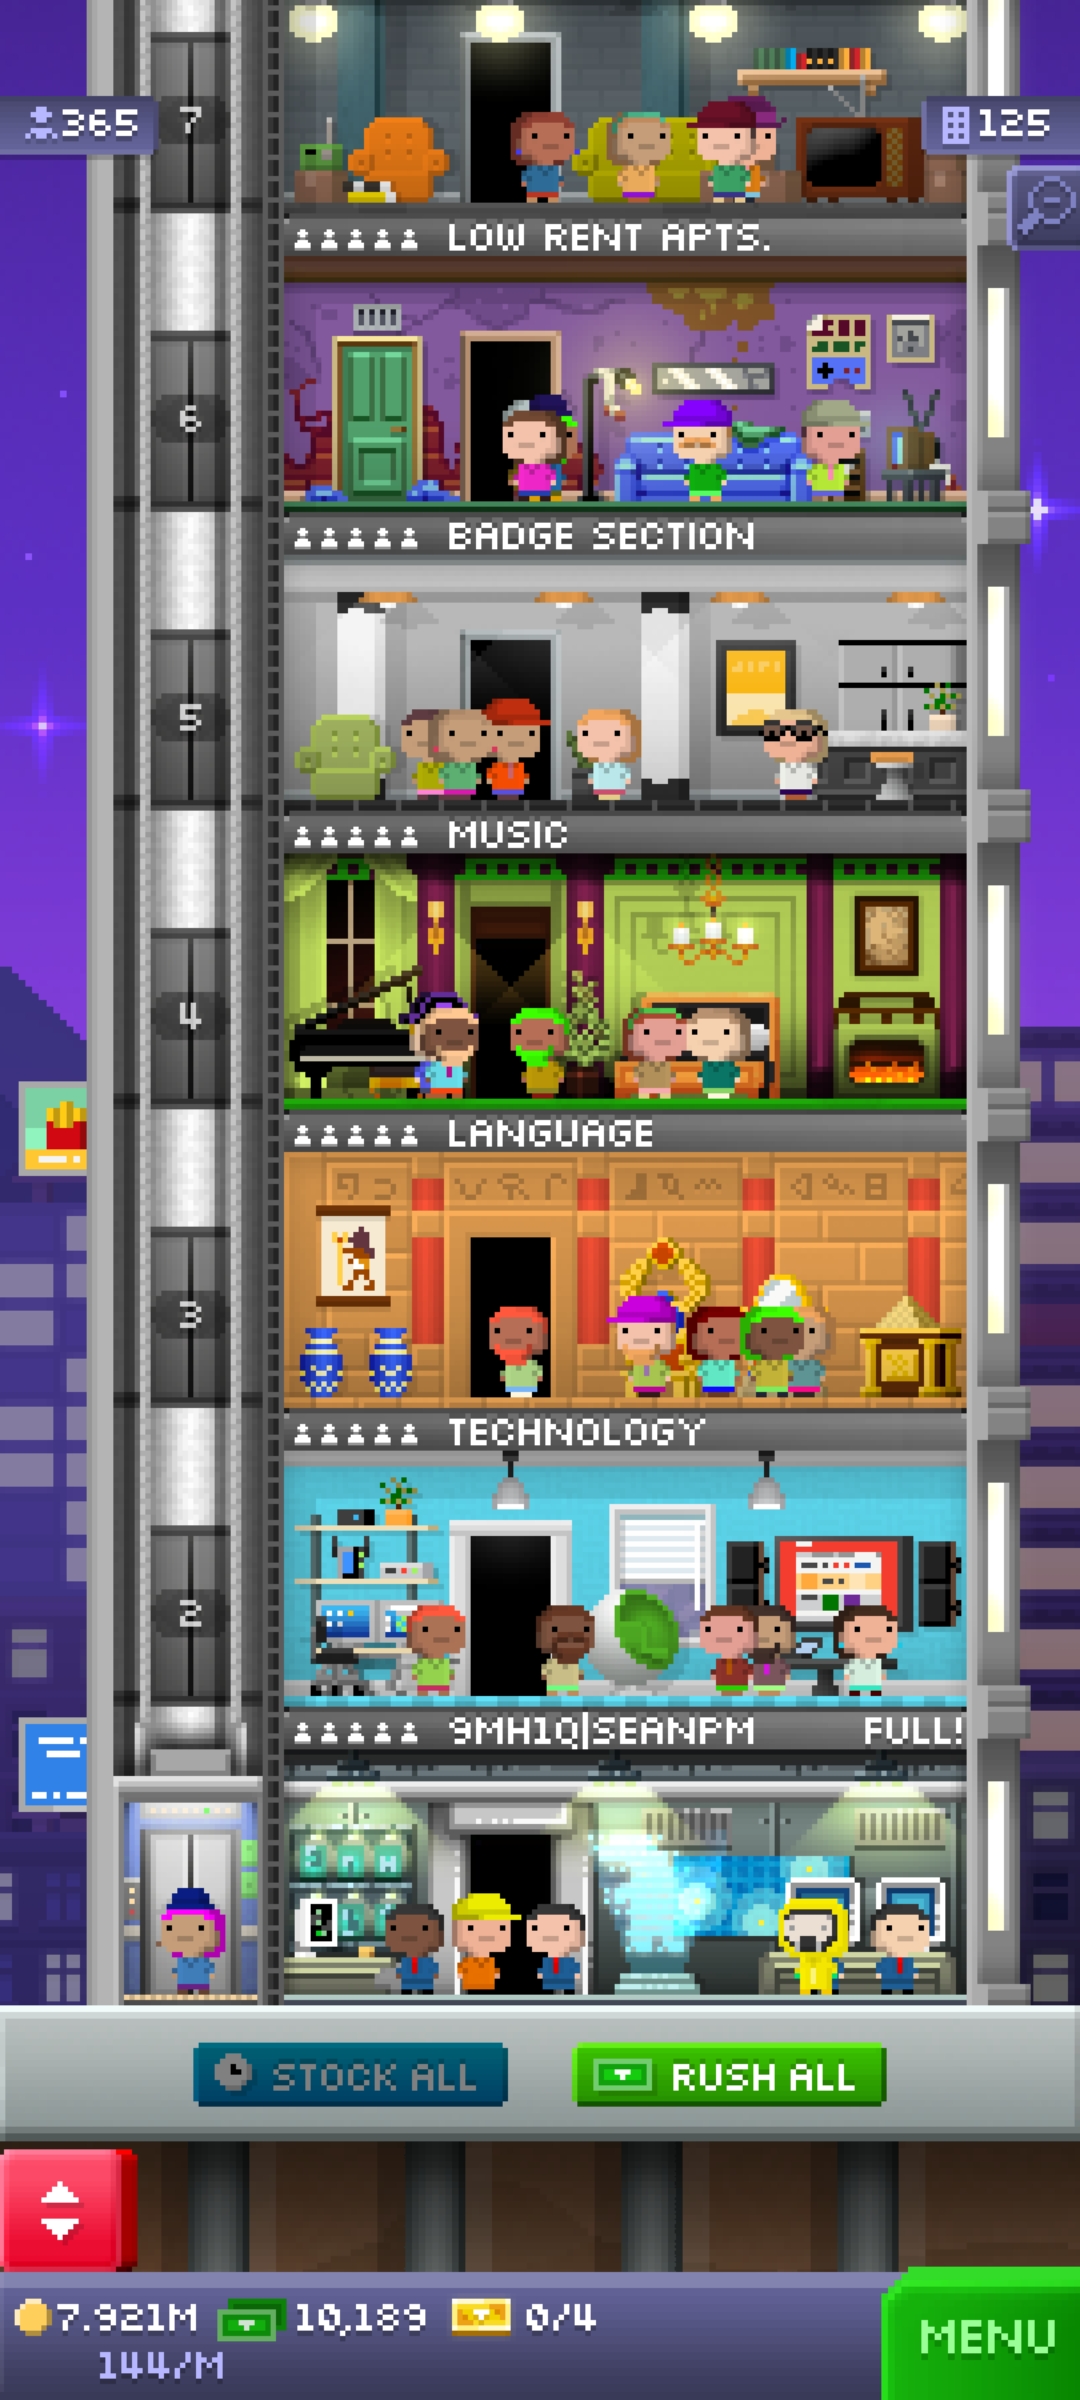 7
365
125
LOW RENT APTS.
6
BADGE SECTION
5
MUSIC
4
LANGUAGE
3
TECHNOLOGY
2
9MH1Q|SEANPM FULL!
STOCK ALL
RUSH ALL
7.921M 10,189 0/4
144/M
MENU